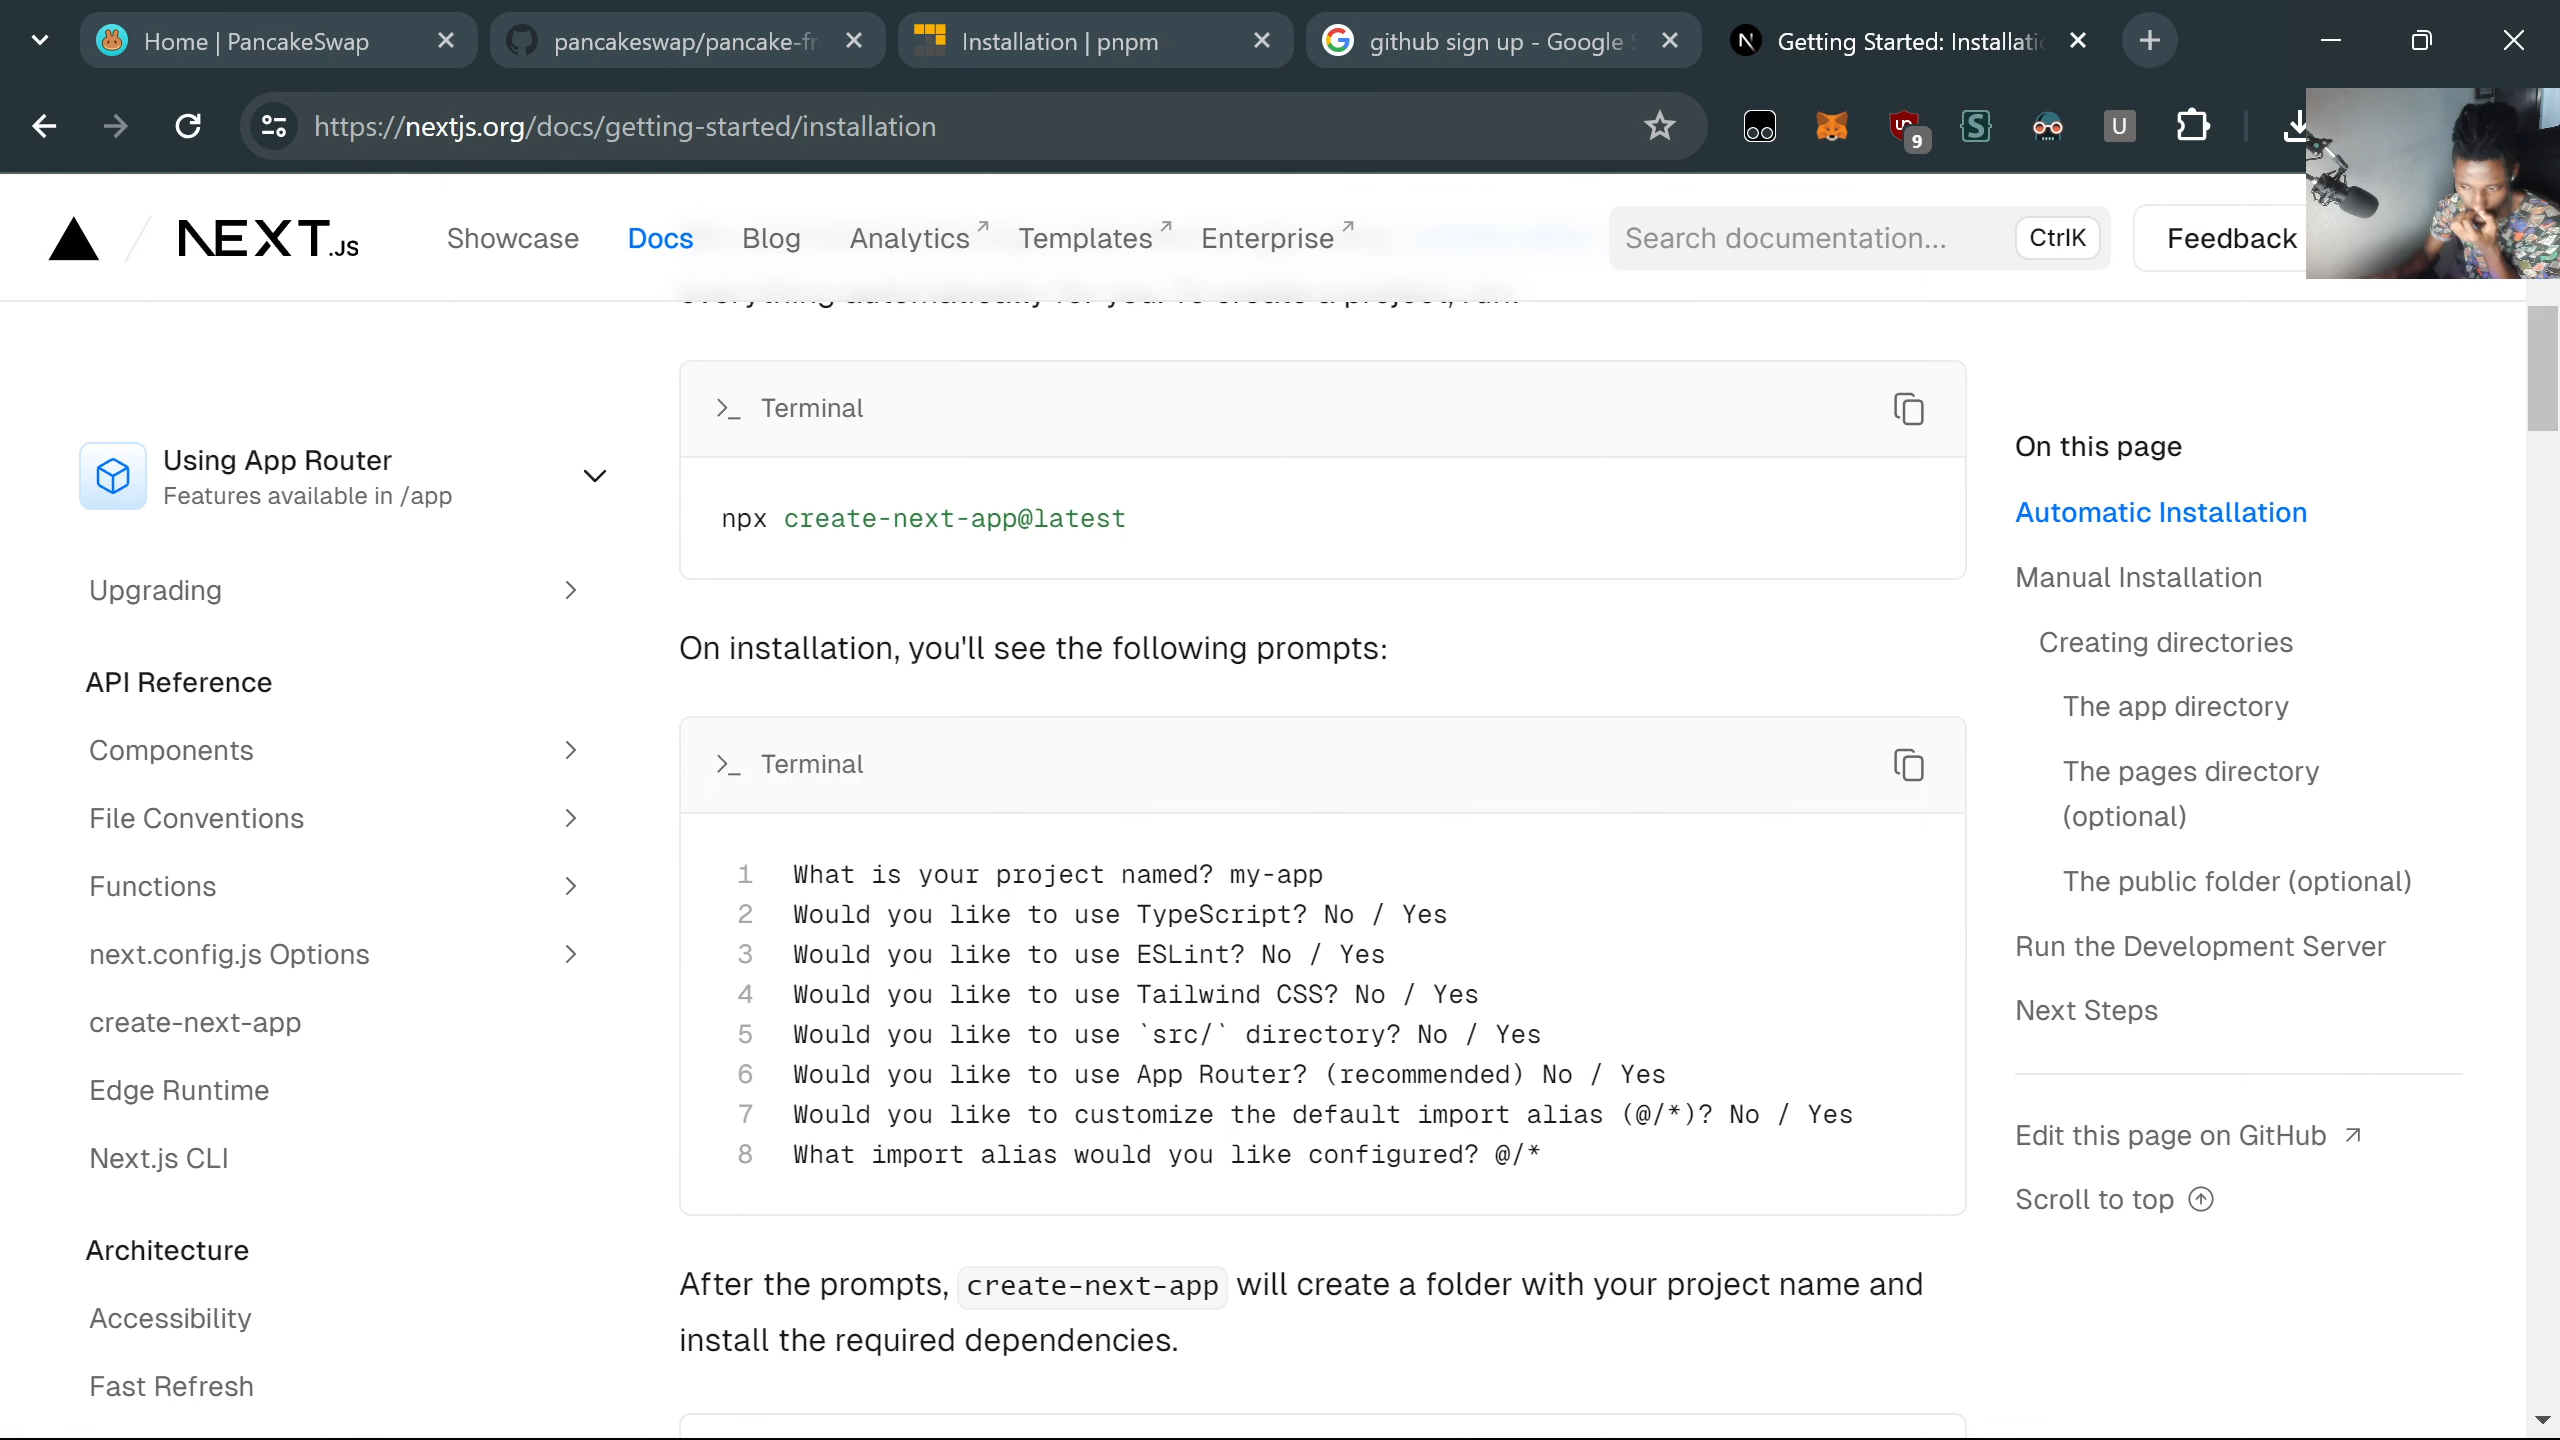 Home | PancakeSwap
pancakeswap/pancake-fr
Installation | pnpm
github sign up - Google S
Getting Started: Installatio
https://nextjs.org/docs/getting-started/installation
9
U
NEXT.JS
Showcase
Docs
Blog
Analytics
Templates
Enterprise
Search documentation...
CtrlK
Feedback
everything automatically for you. To create a project, run:
Using App Router
Features available in /app
Upgrading
API Reference
Components
File Conventions
Functions
next.config.js Options
create-next-app
Edge Runtime
Next.js CLI
Architecture
Accessibility
Fast Refresh
>_ Terminal
npx create-next-app@latest
On installation, you'll see the following prompts:
>_ Terminal
1 What is your project named? my-app
2 Would you like to use TypeScript? No / Yes
3 Would you like to use ESLint? No / Yes
4 Would you like to use Tailwind CSS? No / Yes
5 Would you like to use `src/` directory? No / Yes
6 Would you like to use App Router? (recommended) No / Yes
7 Would you like to customize the default import alias (@/*)? No / Yes
8 What import alias would you like configured? @/*
After the prompts, create-next-app will create a folder with your project name and
install the required dependencies.
On this page
Automatic Installation
Manual Installation
Creating directories
The app directory
The pages directory
(optional)
The public folder (optional)
Run the Development Server
Next Steps
Edit this page on GitHub
Scroll to top